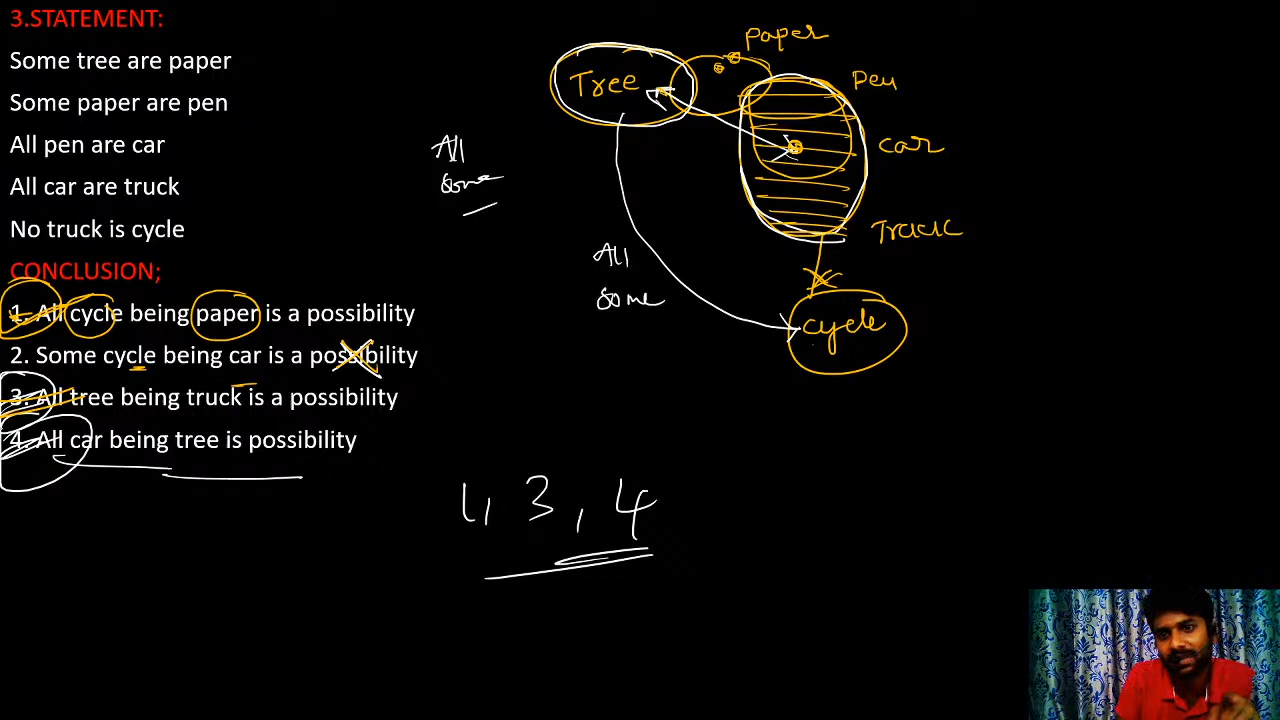 3.STATEMENT:
Some tree are paper
Some paper are pen
All pen are car
All car are truck
No truck is cycle
CONCLUSION;
1. All cycle being paper is a possibility
2. Some cycle being car is a possibility
3. All tree being truck is a possibility
4. All car being tree is possibility
Tree
paper
Pen
car
Truck
cycle
All
some
All
some
1, 3, 4